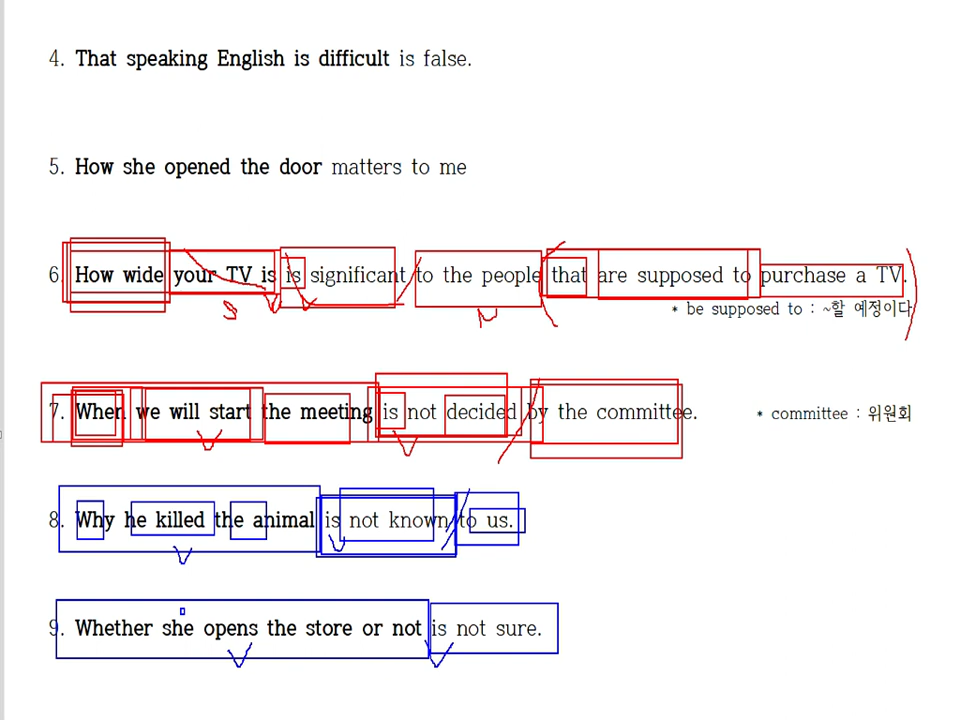 4. That speaking English is difficult is false.
5. How she opened the door matters to me
6. How wide your TV is is significant to the people that are supposed to purchase a TV.
* be supposed to : ~할 예정이다
7. When we will start the meeting is not decided by the committee. * committee : 위원회
8. Why he killed the animal is not known to us.
9. Whether she opens the store or not is not sure.